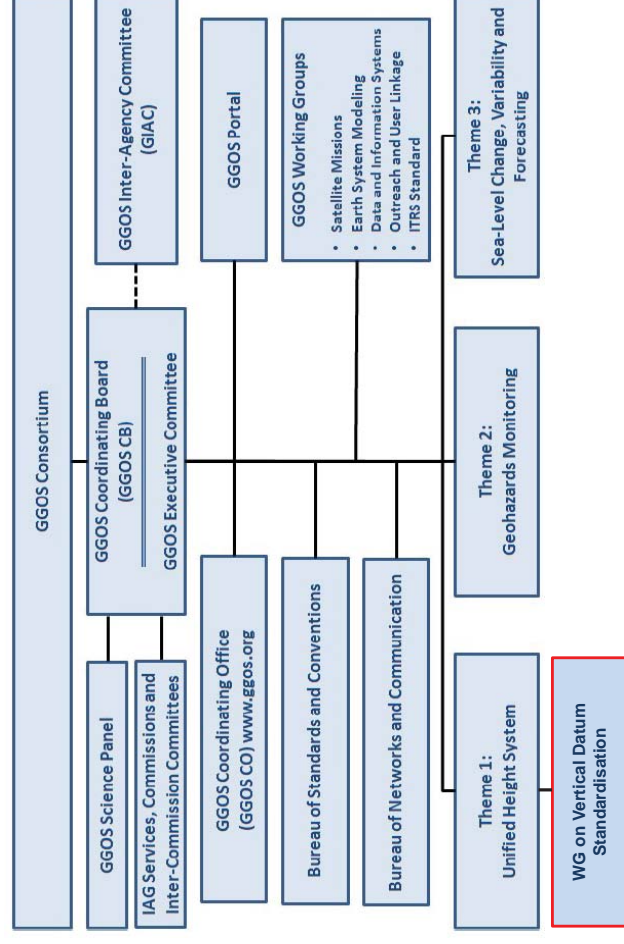 GGOS Consortium
GGOS Science Panel
IAG Services, Commissions and
Inter-Commission Committees
GGOS Coordinating Board
(GGOS CB)
GGOS Executive Committee
GGOS Inter-Agency Committee
(GIAC)
GGOS Coordinating Office
(GGOS CO) www.ggos.org
GGOS Portal
Bureau of Standards and Conventions
Bureau of Networks and Communication
GGOS Working Groups
• Satellite Missions
• Earth System Modeling
• Data and Information Systems
• Outreach and User Linkage
• ITRS Standard
Theme 1:
Unified Height System
Theme 2:
Geohazards Monitoring
Theme 3:
Sea-Level Change, Variability and
Forecasting
WG on Vertical Datum
Standardisation